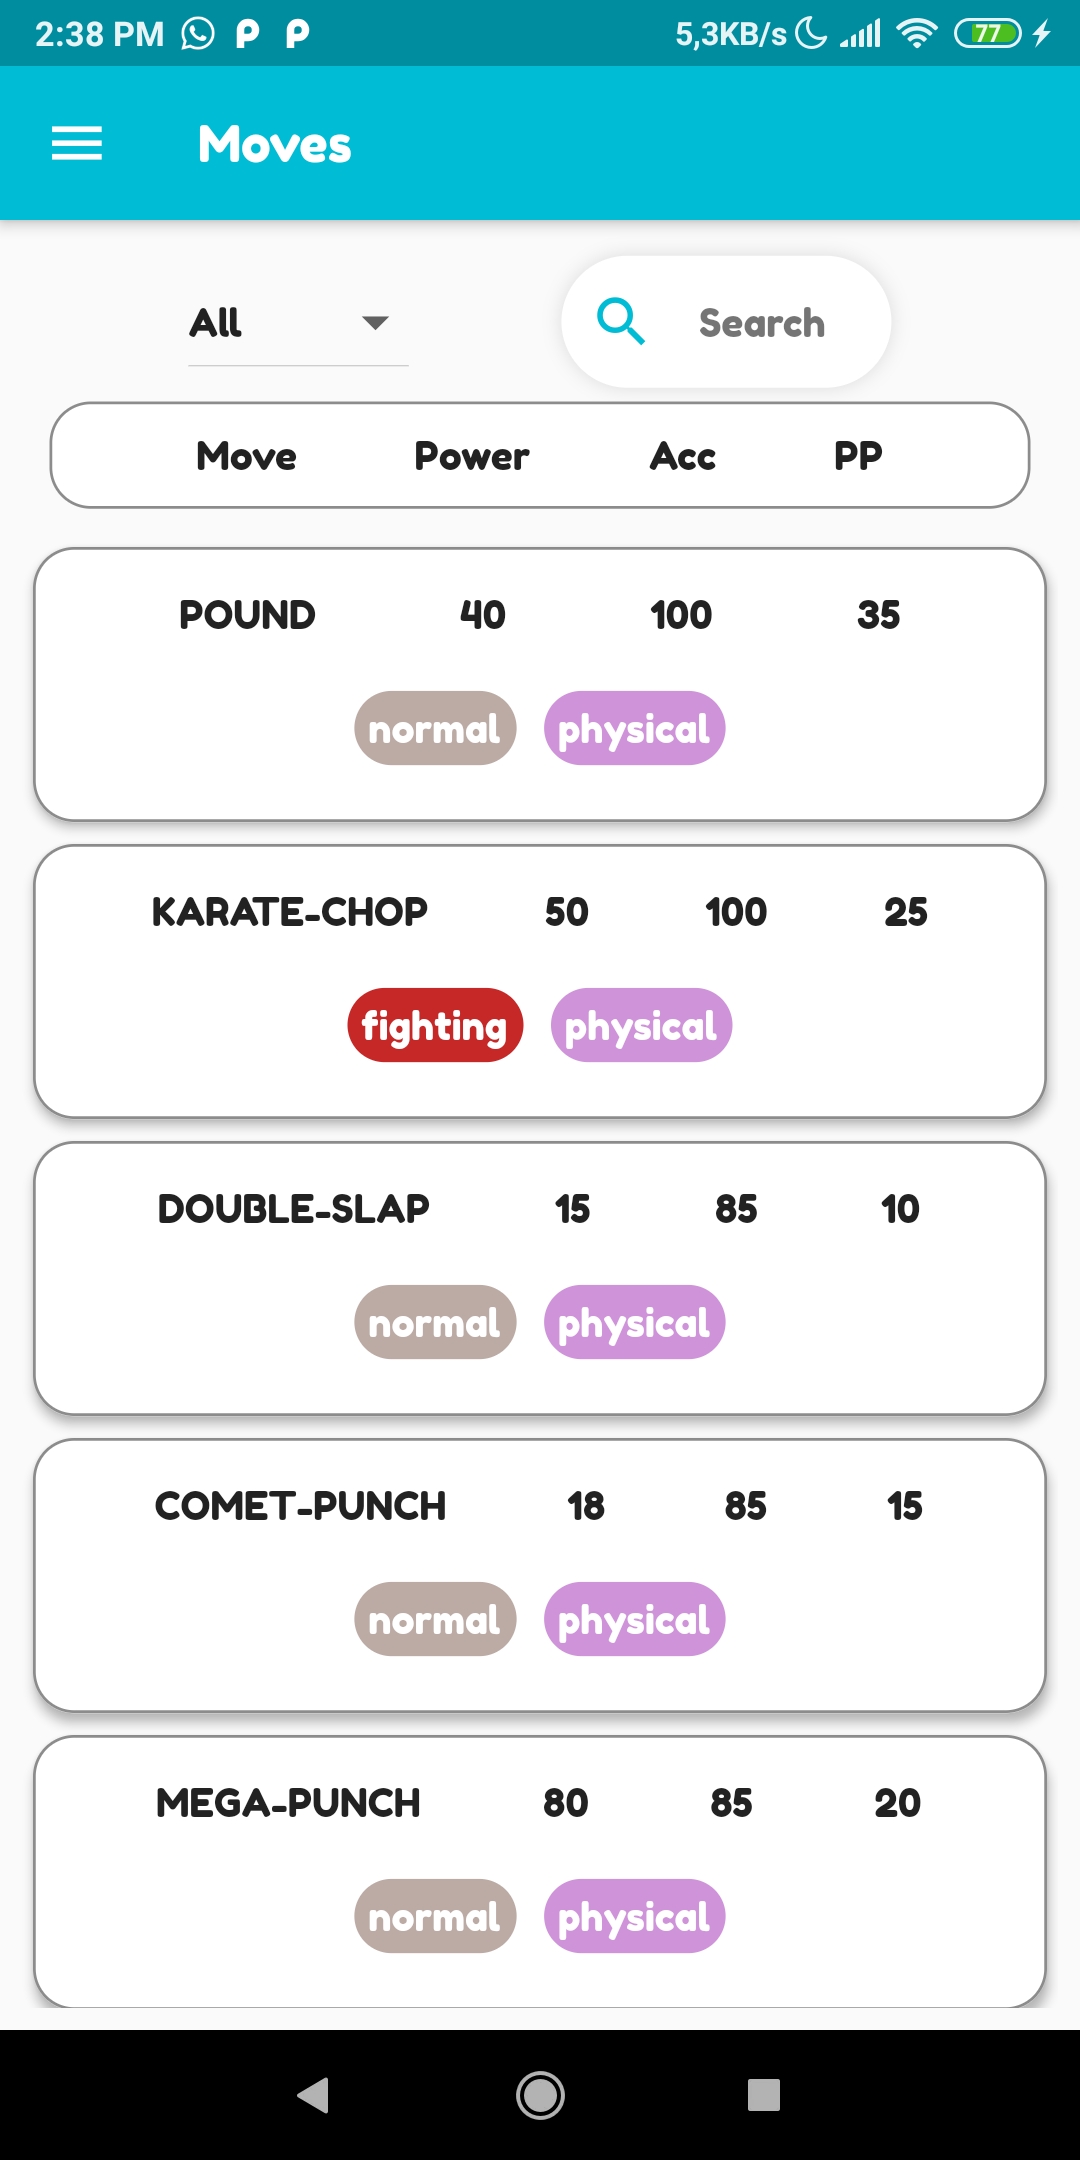 2:38 PM 5,3KB/s 77
Moves
All Search
Move Power Acc PP
POUND 40 100 35
normal physical
KARATE-CHOP 50 100 25
fighting physical
DOUBLE-SLAP 15 85 10
normal physical
COMET-PUNCH 18 85 15
normal physical
MEGA-PUNCH 80 85 20
normal physical